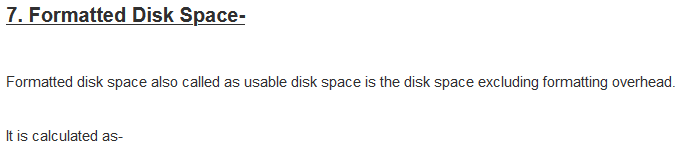 7. Formatted Disk Space-
Formatted disk space also called as usable disk space is the disk space excluding formatting overhead.
It is calculated as-